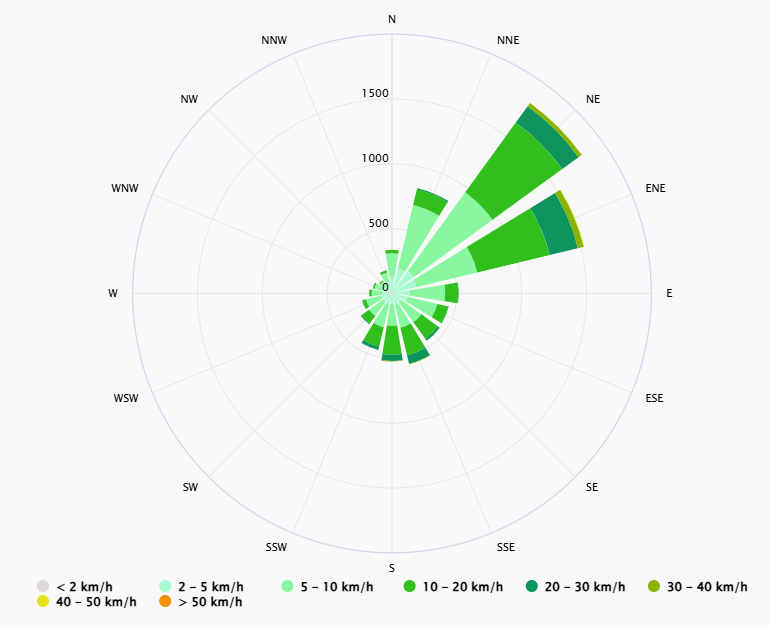 N
NNW NNE
NW NE
1500
WNW 1000 ENE
500
W 0 E
WSW ESE
SW SE
SSW SSE
S
< 2 km/h 2 – 5 km/h 5 – 10 km/h 10 – 20 km/h 20 – 30 km/h 30 – 40 km/h
40 – 50 km/h > 50 km/h